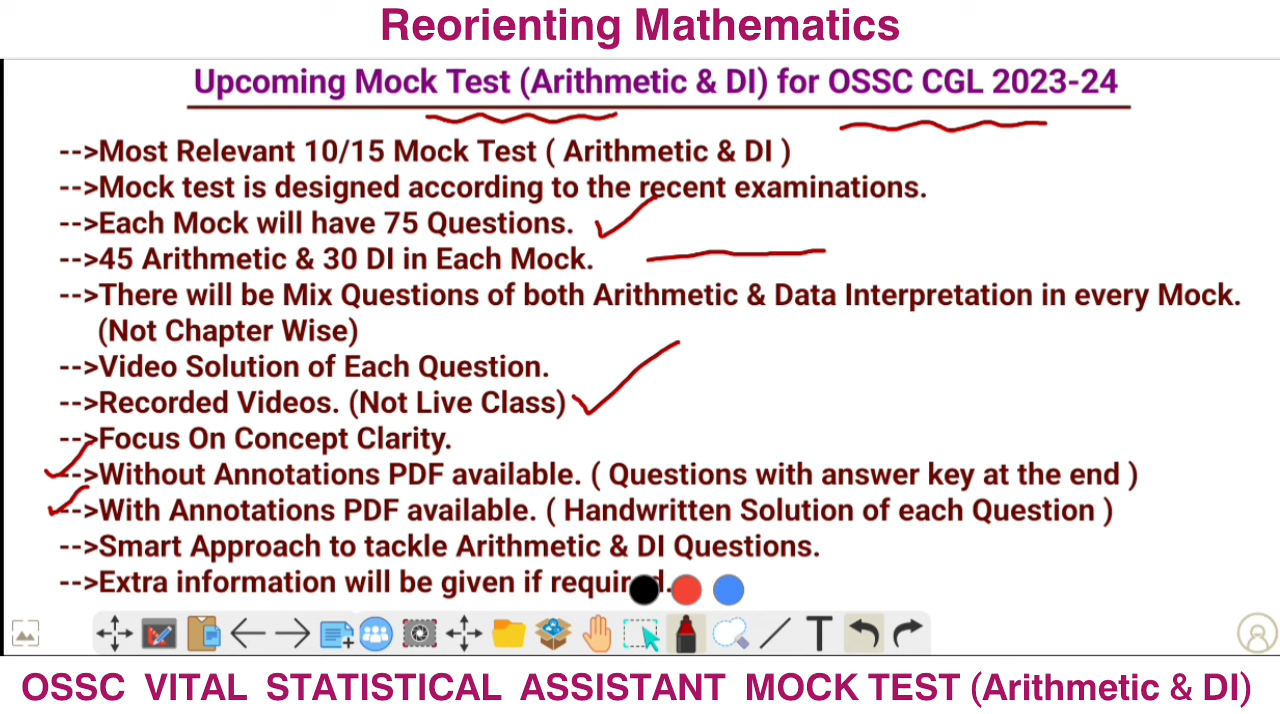 Reorienting Mathematics
Upcoming Mock Test (Arithmetic & DI) for OSSC CGL 2023-24
-->Most Relevant 10/15 Mock Test ( Arithmetic & DI )
-->Mock test is designed according to the recent examinations.
-->Each Mock will have 75 Questions.
-->45 Arithmetic & 30 DI in Each Mock.
-->There will be Mix Questions of both Arithmetic & Data Interpretation in every Mock.
(Not Chapter Wise)
-->Video Solution of Each Question.
-->Recorded Videos. (Not Live Class)
-->Focus On Concept Clarity.
-->Without Annotations PDF available. ( Questions with answer key at the end )
-->With Annotations PDF available. ( Handwritten Solution of each Question )
-->Smart Approach to tackle Arithmetic & DI Questions.
-->Extra information will be given if required.
T
OSSC VITAL STATISTICAL ASSISTANT MOCK TEST (Arithmetic & DI)